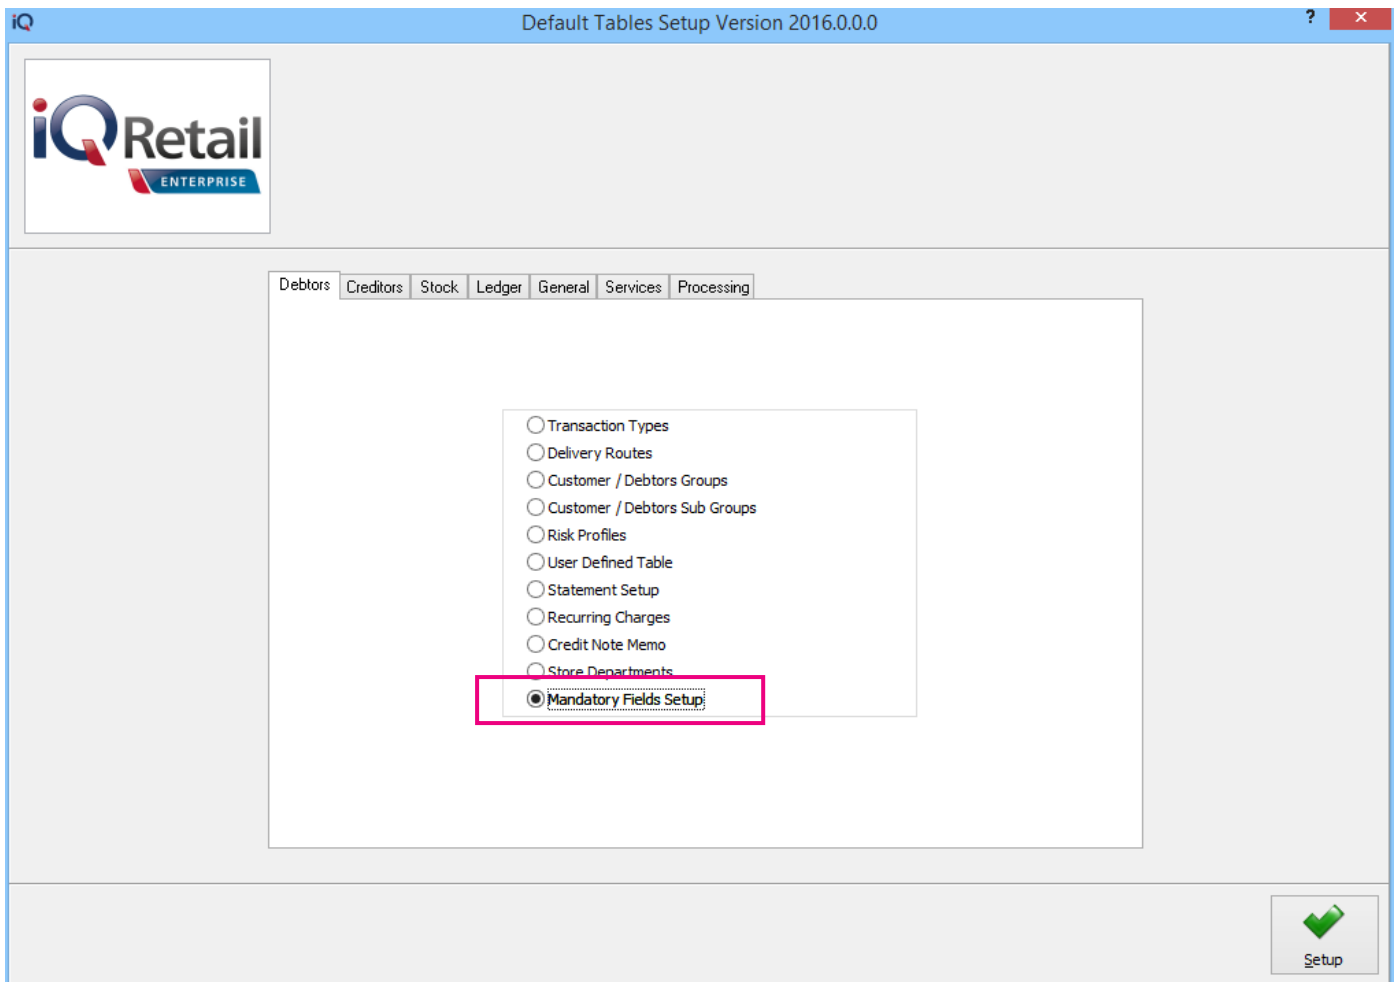 iQ Default Tables Setup Version 2016.0.0.0 ? ×
iQ Retail
ENTERPRISE
Debtors Creditors Stock Ledger General Services Processing
Transaction Types
Delivery Routes
Customer / Debtors Groups
Customer / Debtors Sub Groups
Risk Profiles
User Defined Table
Statement Setup
Recurring Charges
Credit Note Memo
Store Departments
Mandatory Fields Setup
Setup